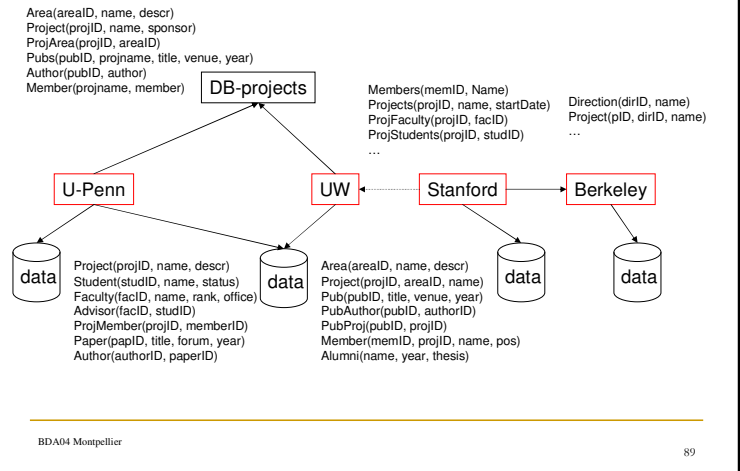 Area(areaID, name, descr)
Project(projID, name, sponsor)
ProjArea(projID, areaID)
Pubs(pubID, projname, title, venue, year)
Author(pubID, author)
Member(projname, member)
DB-projects
Members(memID, Name)
Projects(projID, name, startDate)
ProjFaculty(projID, facID)
ProjStudents(projID, studID)
…
Direction(dirID, name)
Project(pID, dirID, name)
…
U-Penn
UW
Stanford
Berkeley
data
Project(projID, name, descr)
Student(studID, name, status)
Faculty(facID, name, rank, office)
Advisor(facID, studID)
ProjMember(projID, memberID)
Paper(papID, title, forum, year)
Author(authorID, paperID)
data
Area(areaID, name, descr)
Project(projID, areaID, name)
Pub(pubID, title, venue, year)
PubAuthor(pubID, authorID)
PubProj(pubID, projID)
Member(memID, projID, name, pos)
Alumni(name, year, thesis)
data
data
BDA04 Montpellier
89